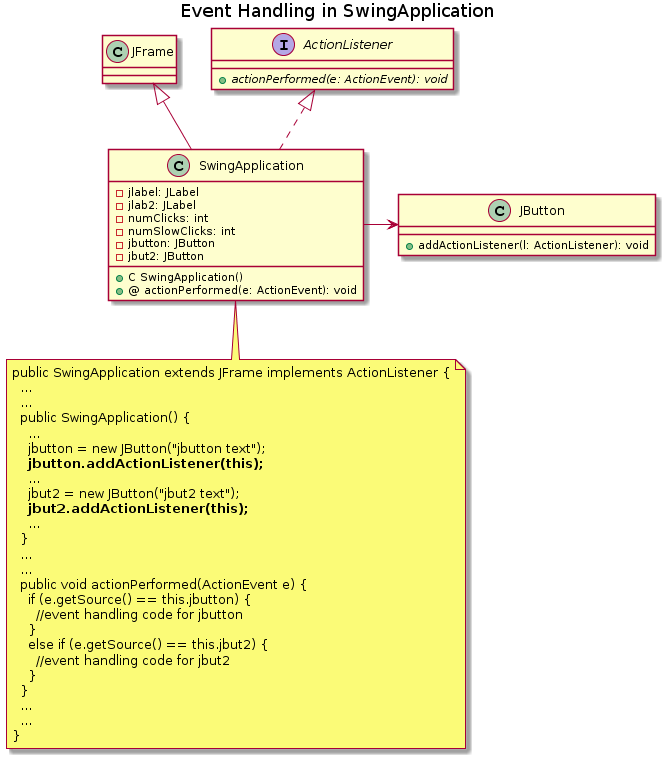 Event Handling in SwingApplication
C JFrame
I ActionListener
actionPerformed(e: ActionEvent): void
C SwingApplication
jlabel: JLabel
jlab2: JLabel
numClicks: int
numSlowClicks: int
jbutton: JButton
jbut2: JButton
C SwingApplication()
@ actionPerformed(e: ActionEvent): void
C JButton
addActionListener(l: ActionListener): void
public SwingApplication extends JFrame implements ActionListener {
...
...
public SwingApplication() {
...
jbutton = new JButton("jbutton text");
jbutton.addActionListener(this);
...
jbut2 = new JButton("jbut2 text");
jbut2.addActionListener(this);
...
}
...
...
public void actionPerformed(ActionEvent e) {
if (e.getSource() == this.jbutton) {
//event handling code for jbutton
}
else if (e.getSource() == this.jbut2) {
//event handling code for jbut2
}
}
...
...
}